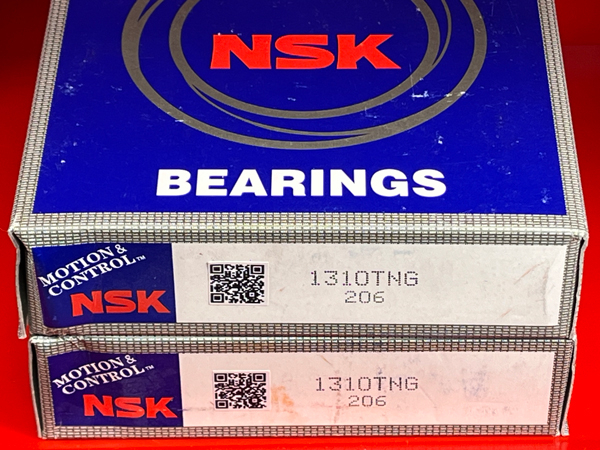 NSK
BEARINGS
MOTION &
CONTROL™
NSK
1310TNG
206
MOTION &
CONTROL™
NSK
1310TNG
206